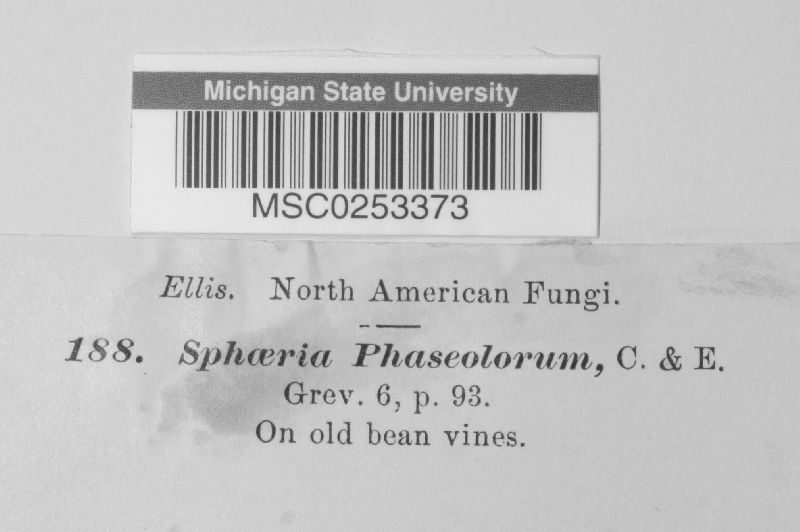 Michigan State University
MSC0253373
Ellis. North American Fungi.
188. Sphæria Phaseolorum, C. & E.
Grev. 6, p. 93.
On old bean vines.